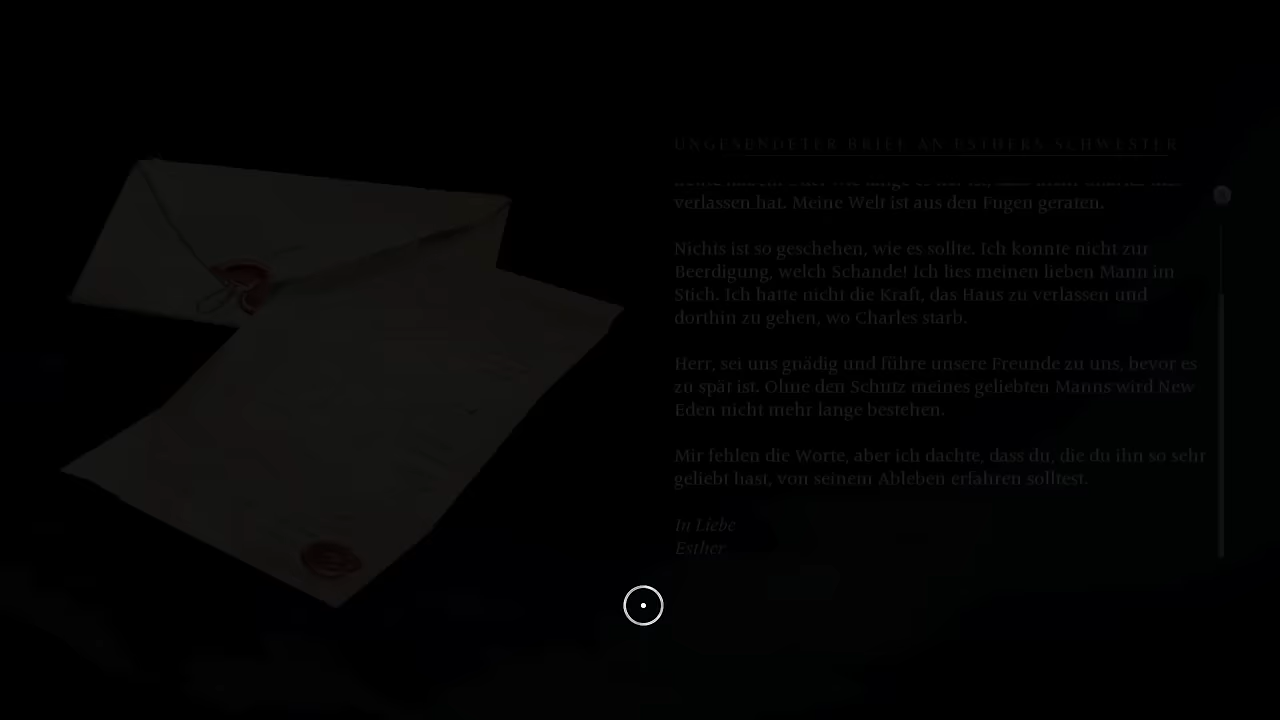 UNGESENDETER BRIEF AN ESTHERS SCHWESTER
verlassen hat. Meine Welt ist aus den Fugen geraten.
Nichts ist so geschehen, wie es sollte. Ich konnte nicht zur
Beerdigung, welch Schande! Ich lies meinen lieben Mann im
Stich. Ich hatte nicht die Kraft, das Haus zu verlassen und
dorthin zu gehen, wo Charles starb.
Herr, sei uns gnädig und führe unsere Freunde zu uns, bevor es
zu spät ist. Ohne den Schutz meines geliebten Manns wird New
Eden nicht mehr lange bestehen.
Mir fehlen die Worte, aber ich dachte, dass du, die du ihn so sehr
geliebt hast, von seinem Ableben erfahren solltest.
In Liebe
Esther